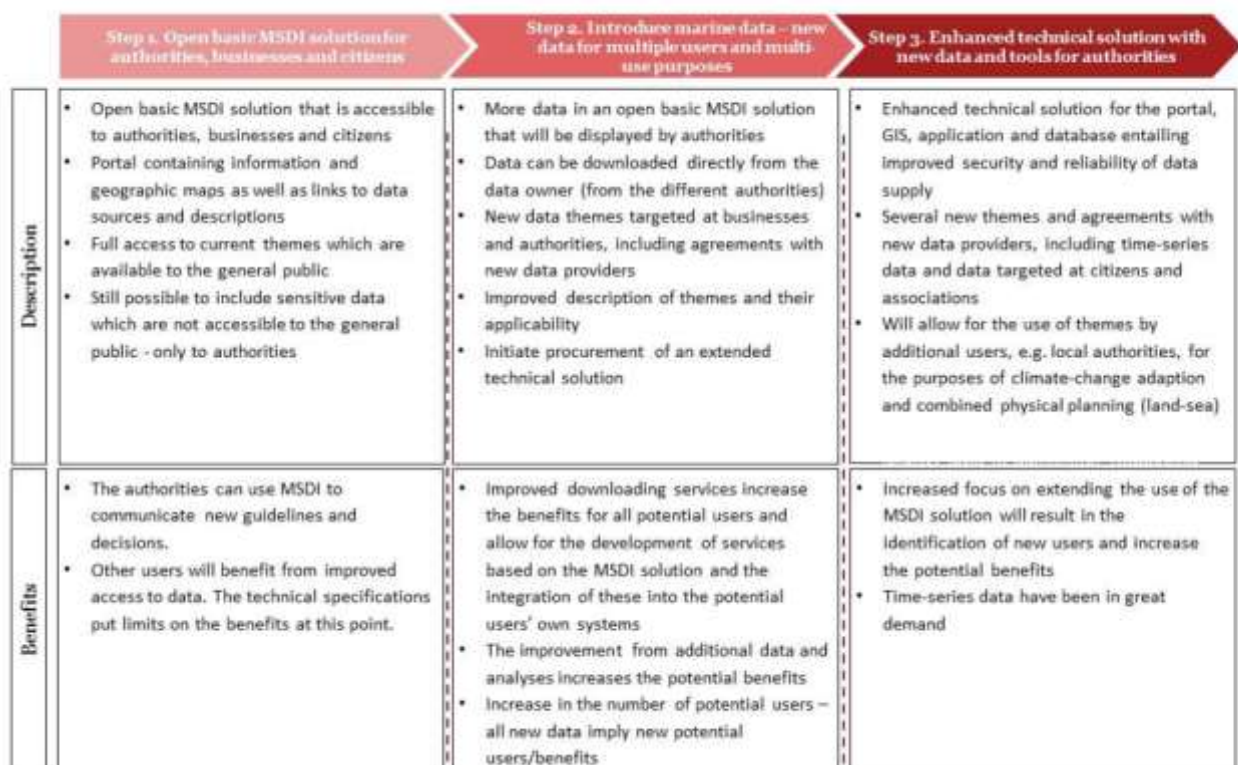 Step 1. Open basic MSDI solution for
authorities, businesses and citizens
Step 2. Introduce marine data – new
data for multiple users and multi-
use purposes
Step 3. Enhanced technical solution with
new data and tools for authorities
Description
• Open basic MSDI solution that is accessible
to authorities, businesses and citizens
• Portal containing information and
geographic maps as well as links to data
sources and descriptions
• Full access to current themes which are
available to the general public
• Still possible to include sensitive data
which are not accessible to the general
public - only to authorities
• More data in an open basic MSDI solution
that will be displayed by authorities
• Data can be downloaded directly from the
data owner (from the different authorities)
• New data themes targeted at businesses
and authorities, including agreements with
new data providers
• Improved description of themes and their
applicability
• Initiate procurement of an extended
technical solution
• Enhanced technical solution for the portal,
GIS, application and database entailing
improved security and reliability of data
supply
• Several new themes and agreements with
new data providers, including time-series
data and data targeted at citizens and
associations
• Will allow for the use of themes by
additional users, e.g. local authorities, for
the purposes of climate-change adaption
and combined physical planning (land-sea)
Benefits
• The authorities can use MSDI to
communicate new guidelines and
decisions.
• Other users will benefit from improved
access to data. The technical specifications
put limits on the benefits at this point.
• Improved downloading services increase
the benefits for all potential users and
allow for the development of services
based on the MSDI solution and the
integration of these into the potential
users' own systems
• The improvement from additional data and
analyses increases the potential benefits
• Increase in the number of potential users –
all new data imply new potential
users/benefits
• Increased focus on extending the use of the
MSDI solution will result in the
identification of new users and increase
the potential benefits
• Time-series data have been in great
demand